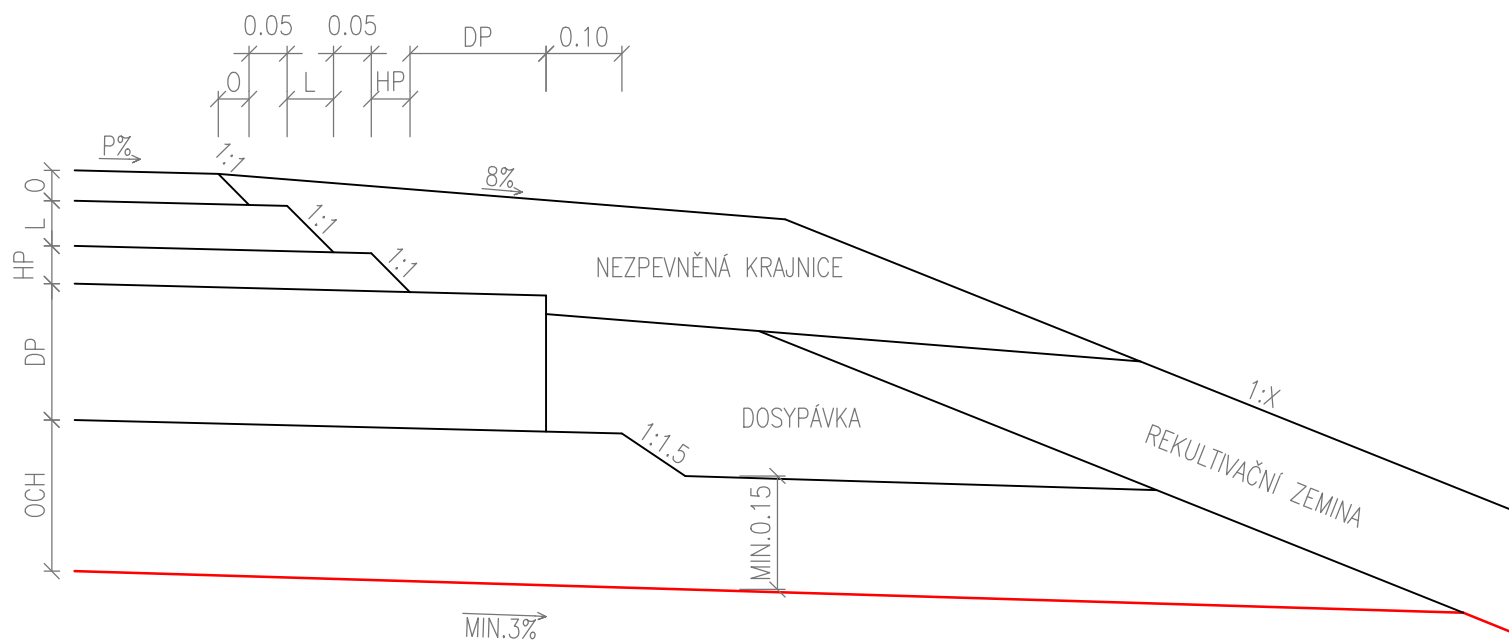 0.05
0.05
DP
0.10
O
L
HP
P%
1:1
8%
O
L
1:1
HP
1:1
NEZPEVNĚNÁ KRAJNICE
DP
1:X
DOSYPÁVKA
1:1.5
REKULTIVAČNÍ ZEMINA
OCH
MIN.0.15
MIN.3%